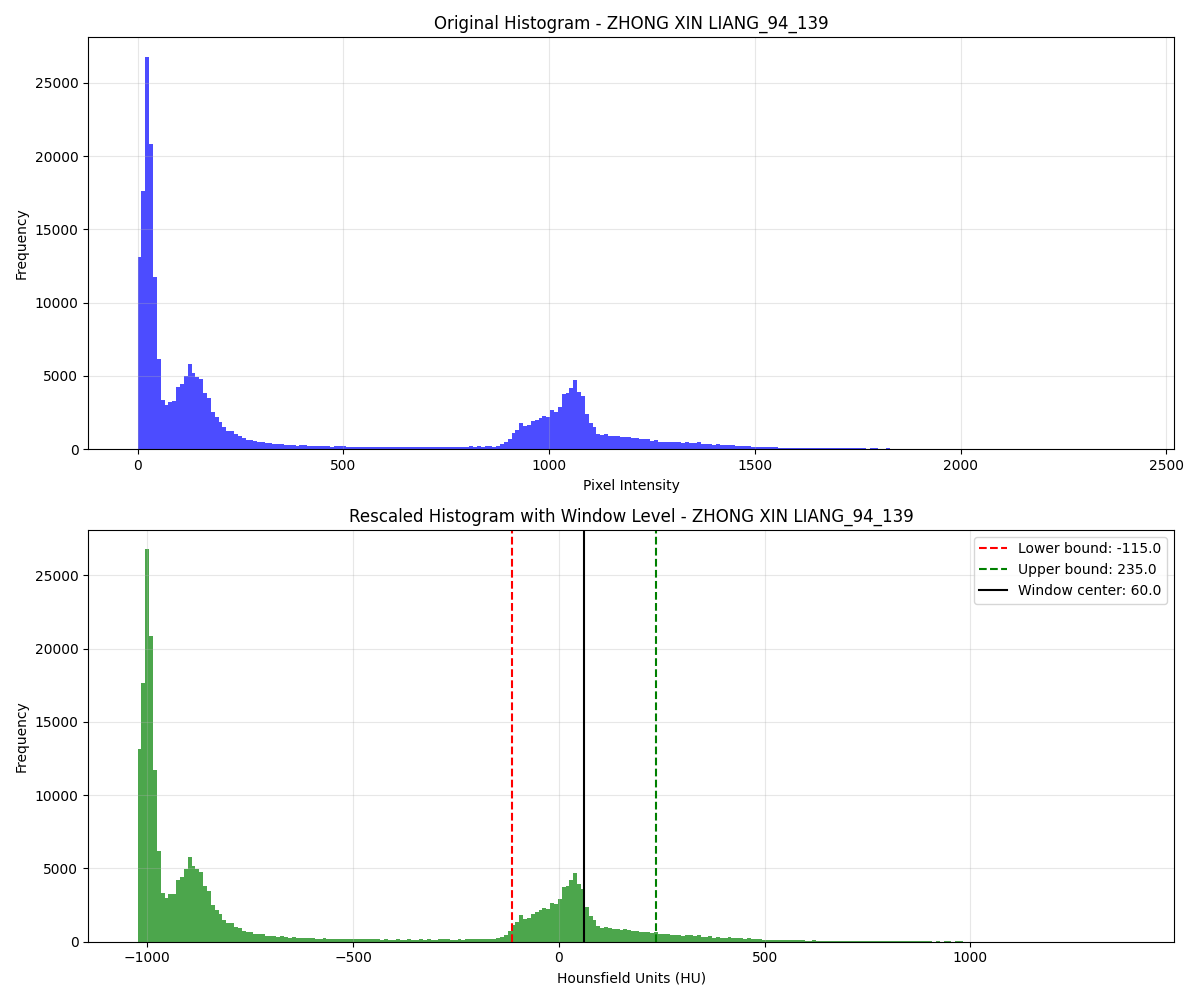 Original Histogram - ZHONG XIN LIANG_94_139
25000
20000
15000
10000
5000
0
Frequency
0 500 1000 1500 2000 2500
Pixel Intensity
Rescaled Histogram with Window Level - ZHONG XIN LIANG_94_139
Lower bound: -115.0
Upper bound: 235.0
Window center: 60.0
25000
20000
15000
10000
5000
0
Frequency
−1000 −500 0 500 1000
Hounsfield Units (HU)